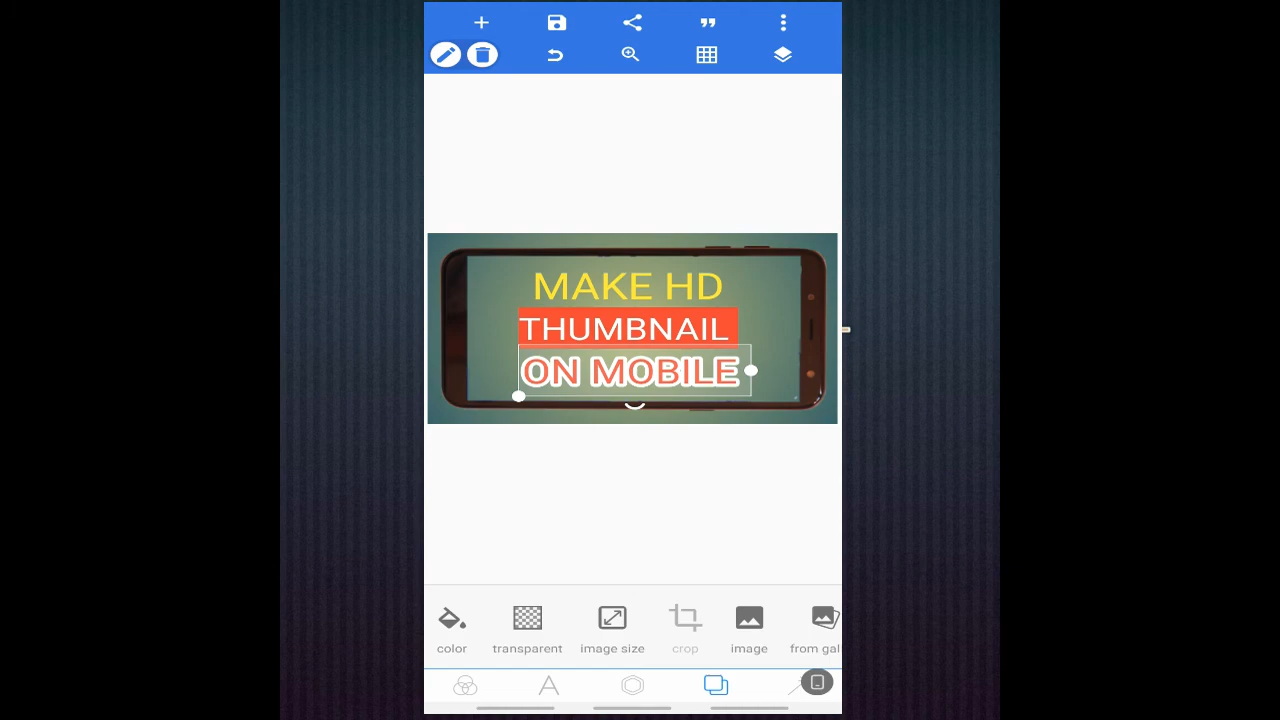 MAKE HD
THUMBNAIL
ON MOBILE
color transparent image size crop image from gal